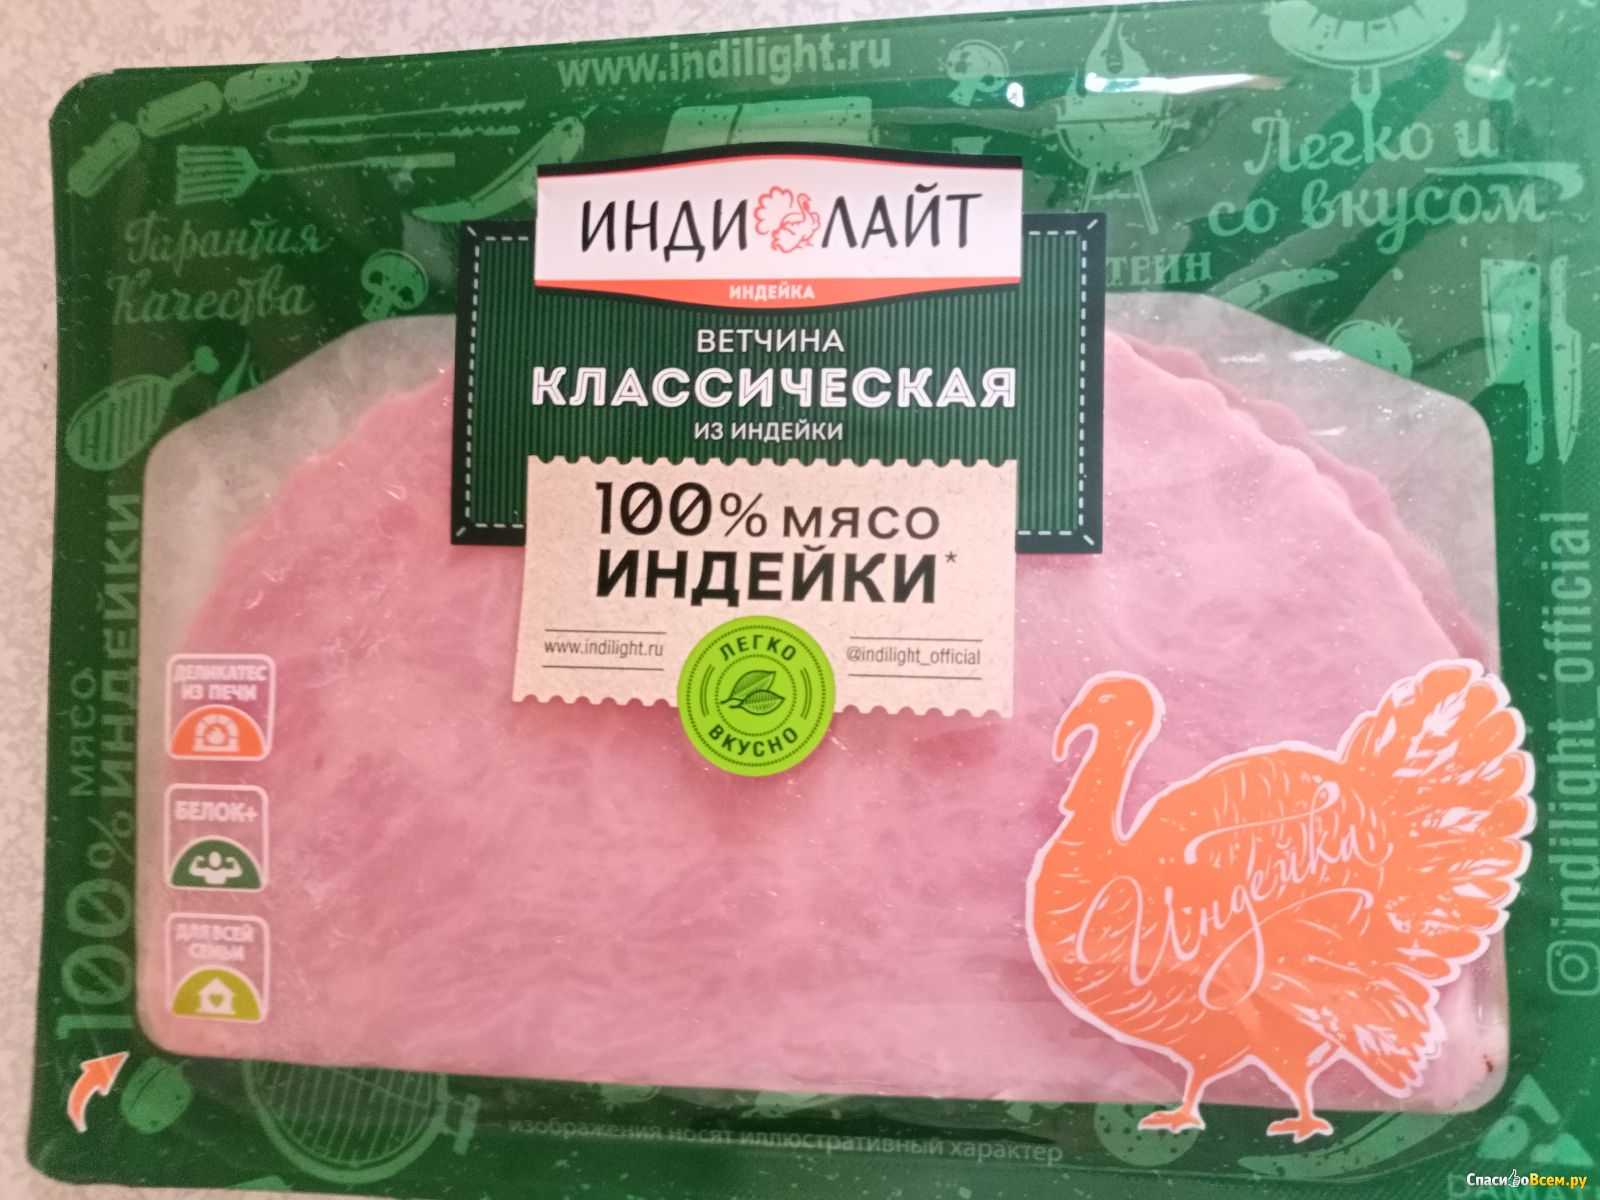 www.indilight.ru
Легко и
со вкусом
Гарантия
Качества
ТЕИН
ИНДИЛАЙТ
ИНДЕЙКА
ВЕТЧИНА
КЛАССИЧЕСКАЯ
ИЗ ИНДЕЙКИ
100% МЯСО
ИНДЕЙКИ*
www.indilight.ru
@indilight_official
ЛЕГКО
ВКУСНО
100% МЯСО
ИНДЕЙКИ
ДЕЛИКАТЕС
ИЗ ПЕЧИ
БЕЛОК+
ДЛЯ ВСЕЙ
СЕМЬИ
Индейка
indilight_official
изображения носят иллюстративный характер
СпасибоВсем.ру